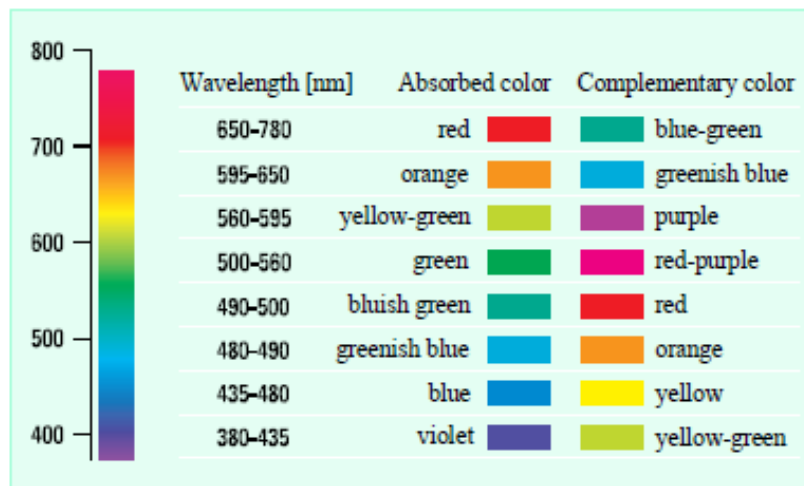 800
700
600
500
400
Wavelength [nm] Absorbed color Complementary color
650-780 red blue-green
595-650 orange greenish blue
560-595 yellow-green purple
500-560 green red-purple
490-500 bluish green red
480-490 greenish blue orange
435-480 blue yellow
380-435 violet yellow-green